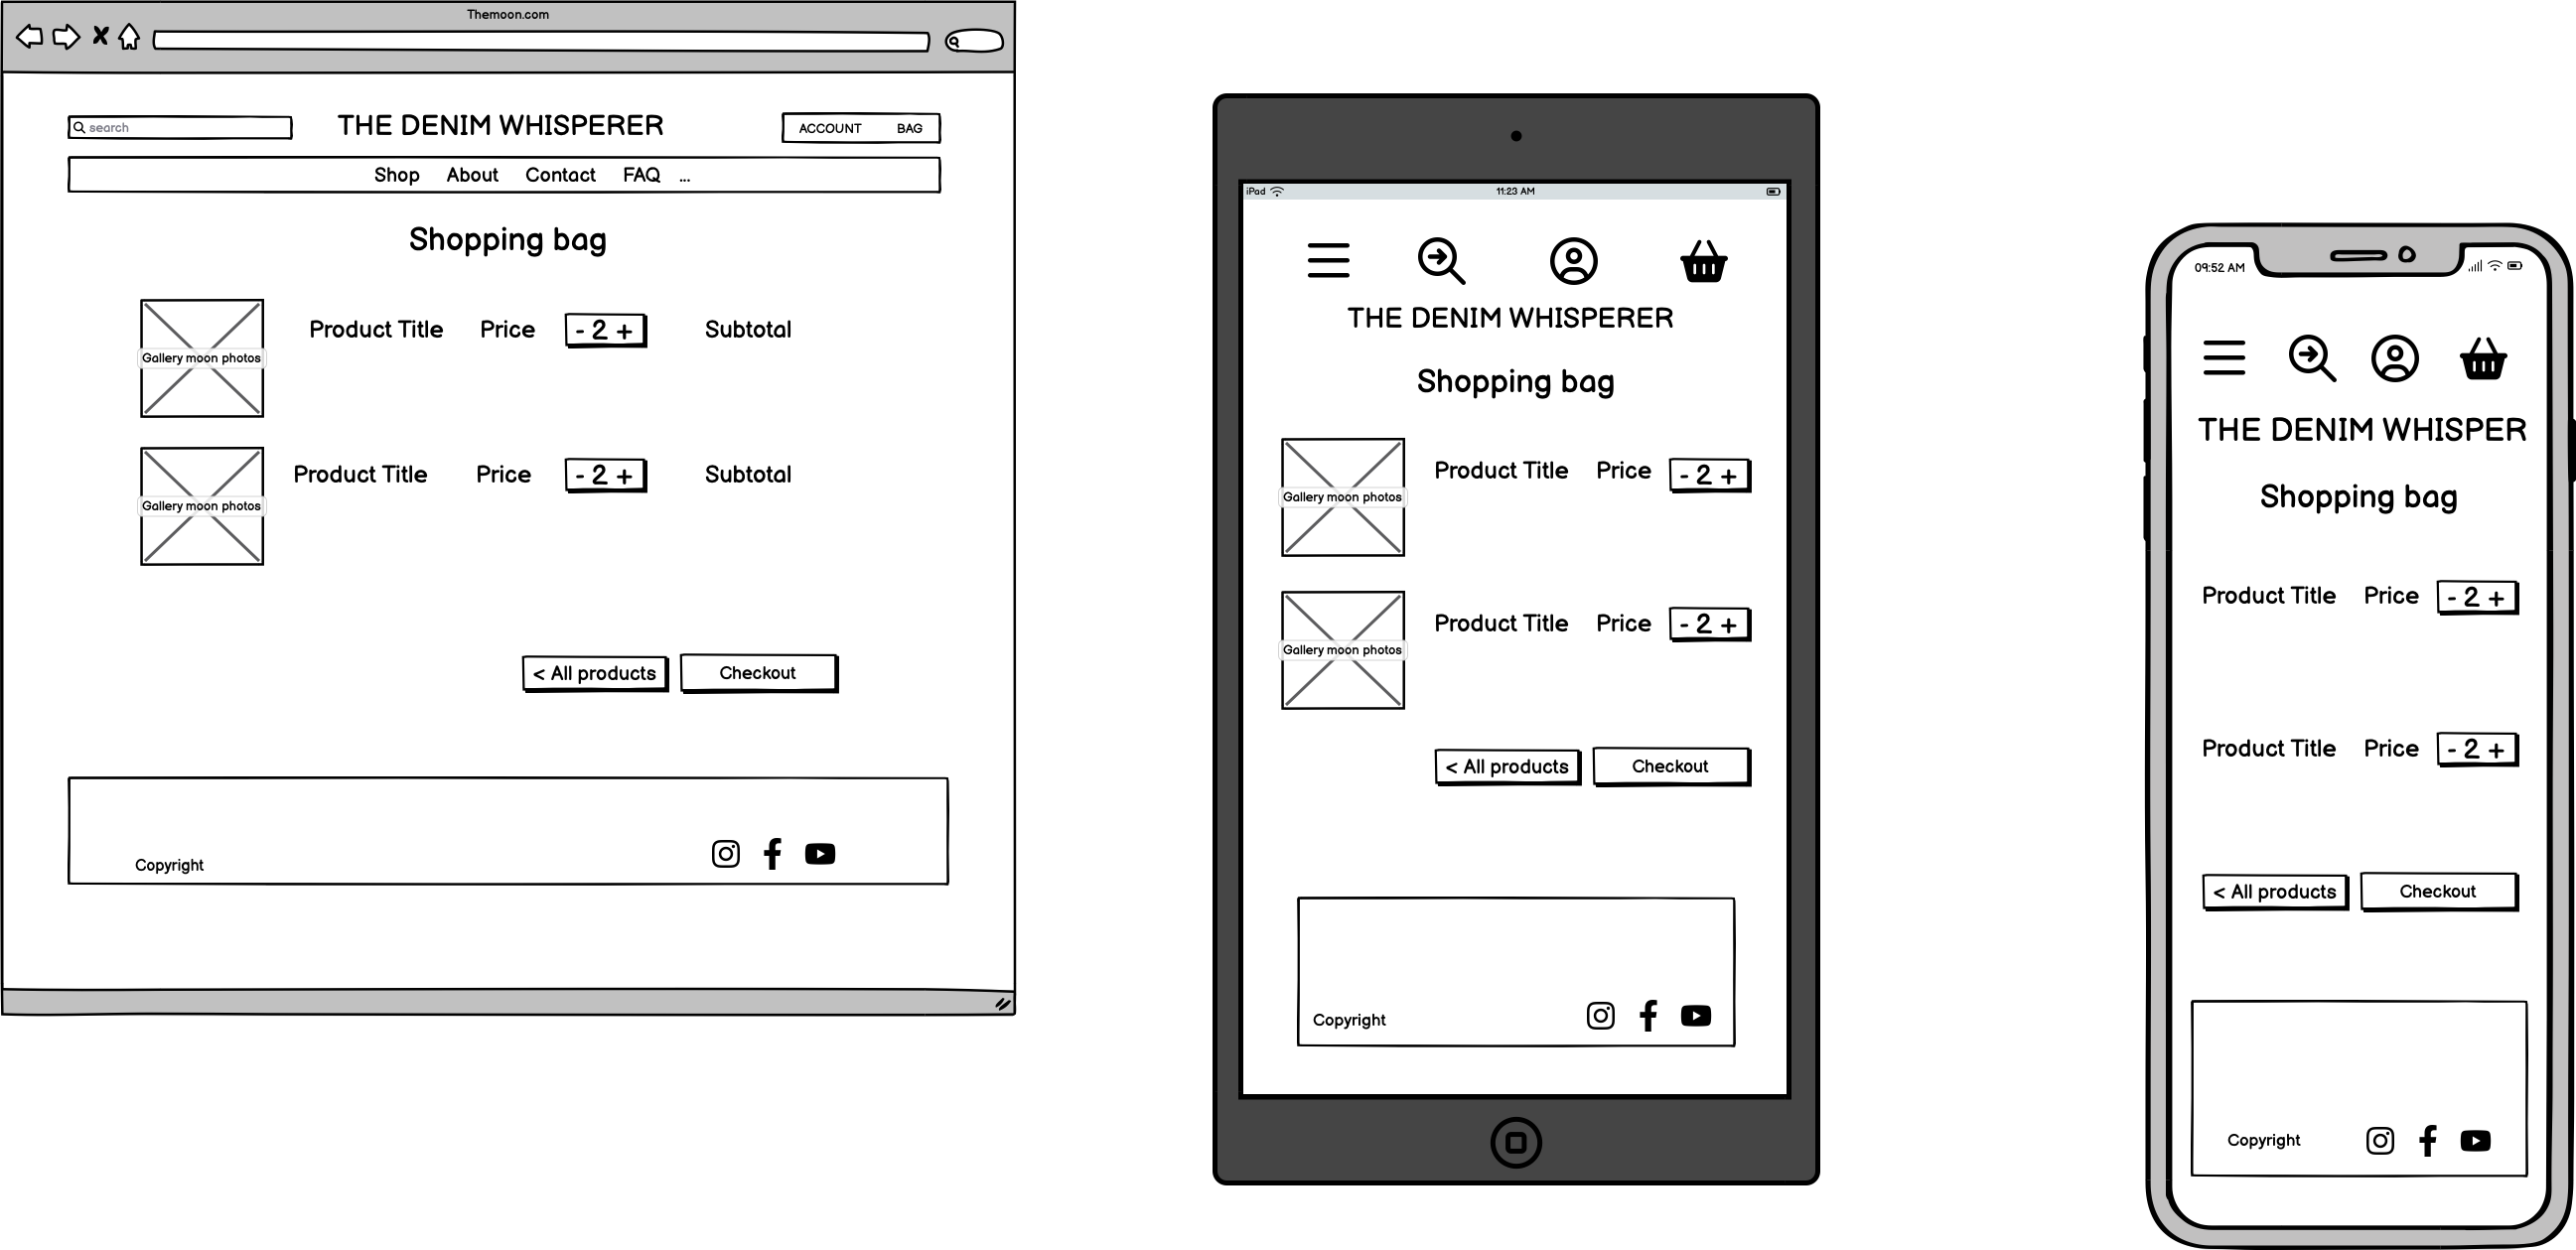 Themoon.com
search
THE DENIM WHISPERER
ACCOUNT BAG
Shop About Contact FAQ ...
Shopping bag
Product Title Price - 2 + Subtotal
Gallery moon photos
Product Title Price - 2 + Subtotal
Gallery moon photos
< All products Checkout
Copyright
iPad 11:23 AM
THE DENIM WHISPERER
Shopping bag
Product Title Price - 2 +
Gallery moon photos
Product Title Price - 2 +
Gallery moon photos
< All products Checkout
Copyright
09:52 AM
THE DENIM WHISPER
Shopping bag
Product Title Price - 2 +
Product Title Price - 2 +
< All products Checkout
Copyright